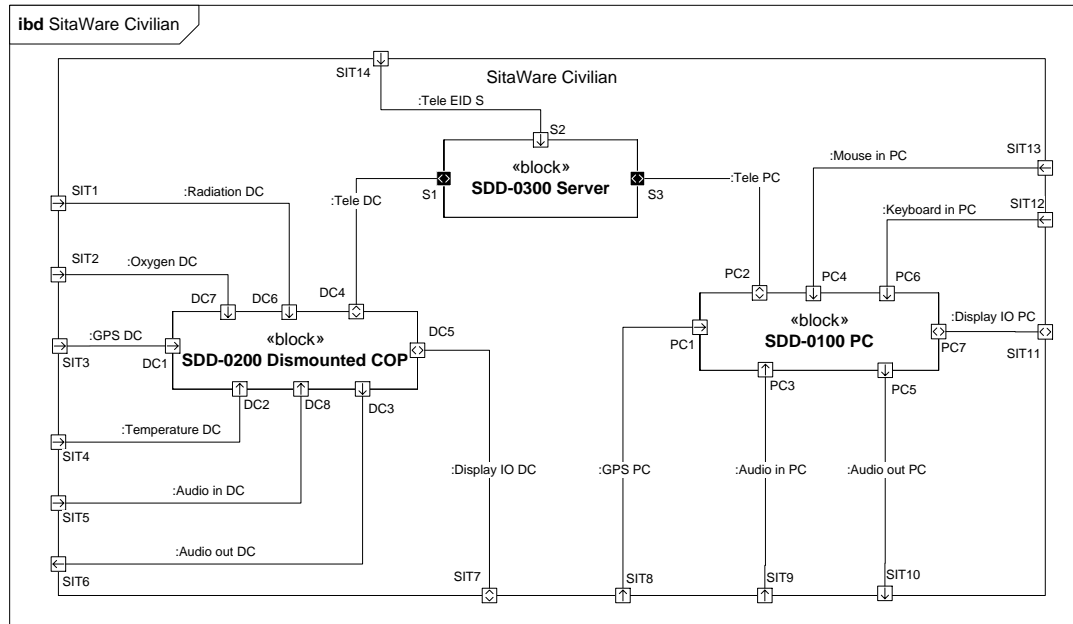 ibd SitaWare Civilian
SIT14
SitaWare Civilian
:Tele EID S
S2
SIT13
«block»
SDD-0300 Server
:Mouse in PC
SIT1
:Radiation DC
S1
S3
:Tele PC
:Tele DC
SIT12
:Keyboard in PC
SIT2
:Oxygen DC
DC7
DC6
DC4
PC2
PC4
PC6
:GPS DC
DC5
«block»
SDD-0200 Dismounted COP
«block»
SDD-0100 PC
:Display IO PC
SIT3
DC1
PC1
PC7
SIT11
DC2
DC8
DC3
PC3
PC5
:Temperature DC
SIT4
:Display IO DC
:GPS PC
:Audio in PC
:Audio out PC
:Audio in DC
SIT5
:Audio out DC
SIT6
SIT7
SIT8
SIT9
SIT10